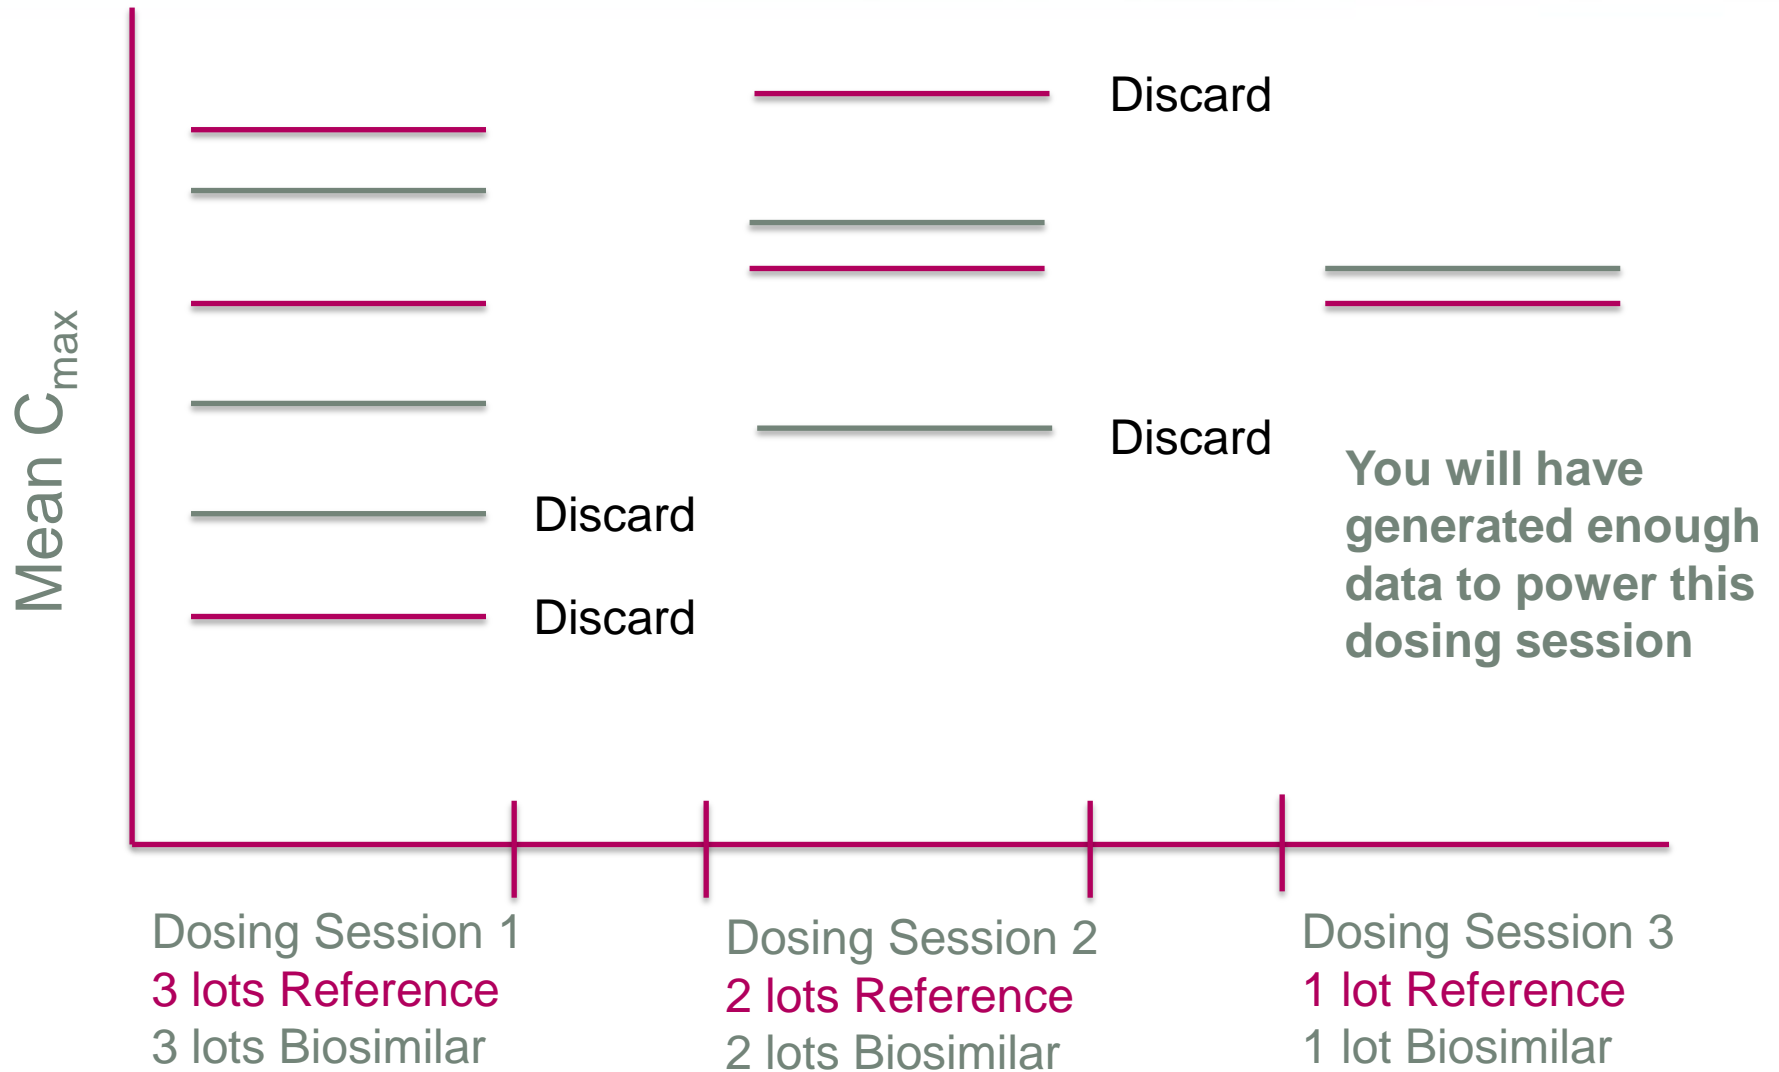 Mean Cmax
Discard
Discard
Discard
Discard
You will have
generated enough
data to power this
dosing session
Dosing Session 1
3 lots Reference
3 lots Biosimilar
Dosing Session 2
2 lots Reference
2 lots Biosimilar
Dosing Session 3
1 lot Reference
1 lot Biosimilar